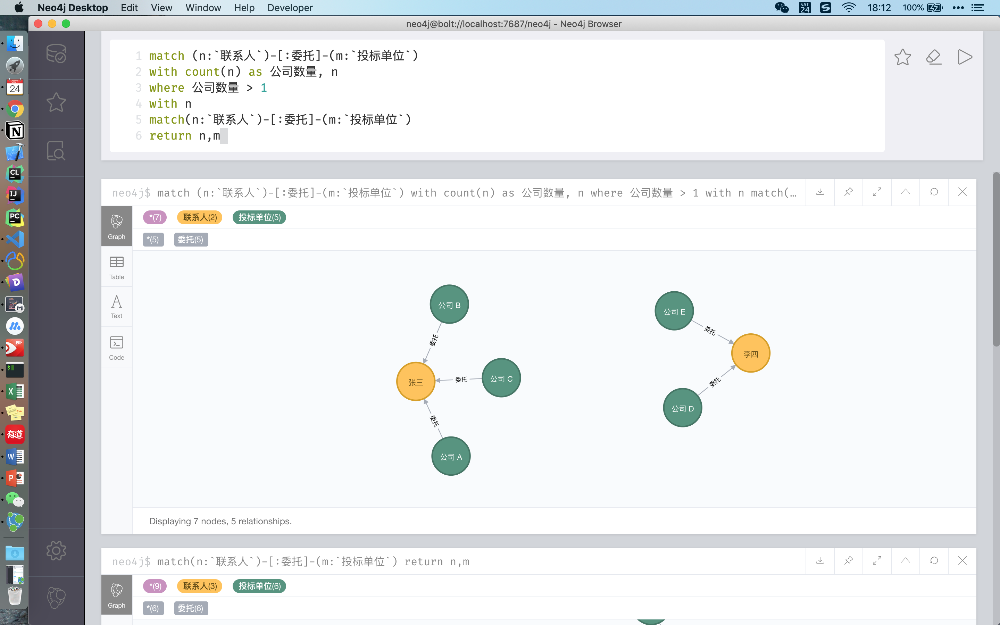 Neo4j Desktop Edit View Window Help Developer SAT 24 18:12 100%
neo4j@bolt://localhost:7687/neo4j - Neo4j Browser
1 match (n:`联系人`)-[:委托]-(m:`投标单位`)
2 with count(n) as 公司数量, n
3 where 公司数量 > 1
4 with n
5 match(n:`联系人`)-[:委托]-(m:`投标单位`)
6 return n,m
neo4j$ match (n:`联系人`)-[:委托]-(m:`投标单位`) with count(n) as 公司数量, n where 公司数量 > 1 with n match(…
*(7) 联系人(2) 投标单位(5)
*(5) 委托(5)
Graph
Table
Text
Code
公司 B
公司 E
委托
委托
李四
张三
委托
公司 C
委托
公司 D
委托
公司 A
Displaying 7 nodes, 5 relationships.
neo4j$ match(n:`联系人`)-[:委托]-(m:`投标单位`) return n,m
*(9) 联系人(3) 投标单位(6)
*(6) 委托(6)
Graph
OCT
24
N
CL
IJ
PC
D
M
PDF
$
X
有道
W
P